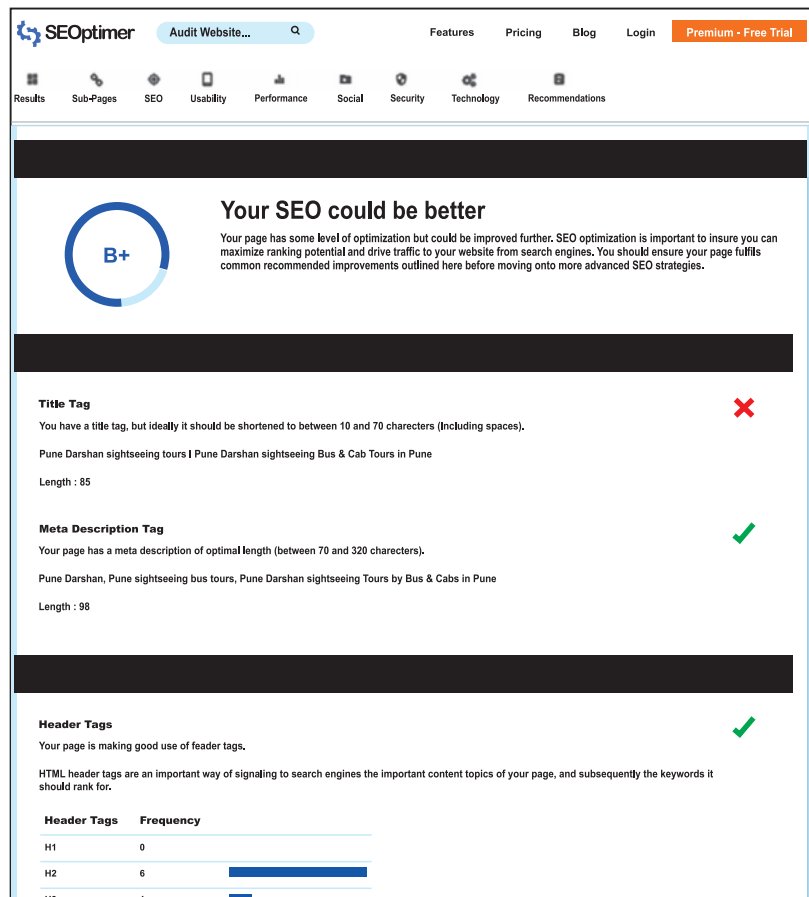 SEOptimer
Audit Website...
Features
Pricing
Blog
Login
Premium - Free Trial
Results
Sub-Pages
SEO
Usability
Performance
Social
Security
Technology
Recommendations
B+
Your SEO could be better
Your page has some level of optimization but could be improved further. SEO optimization is important to insure you can
maximize ranking potential and drive traffic to your website from search engines. You should ensure your page fulfils
common recommended improvements outlined here before moving onto more advanced SEO strategies.
Title Tag
You have a title tag, but ideally it should be shortened to between 10 and 70 charecters (Including spaces).
Pune Darshan sightseeing tours I Pune Darshan sightseeing Bus & Cab Tours in Pune
Length : 85
Meta Description Tag
Your page has a meta description of optimal length (between 70 and 320 charecters).
Pune Darshan, Pune sightseeing bus tours, Pune Darshan sightseeing Tours by Bus & Cabs in Pune
Length : 98
Header Tags
Your page is making good use of feader tags.
HTML header tags are an important way of signaling to search engines the important content topics of your page, and subsequently the keywords it
should rank for.
Header Tags Frequency
H1 0
H2 6